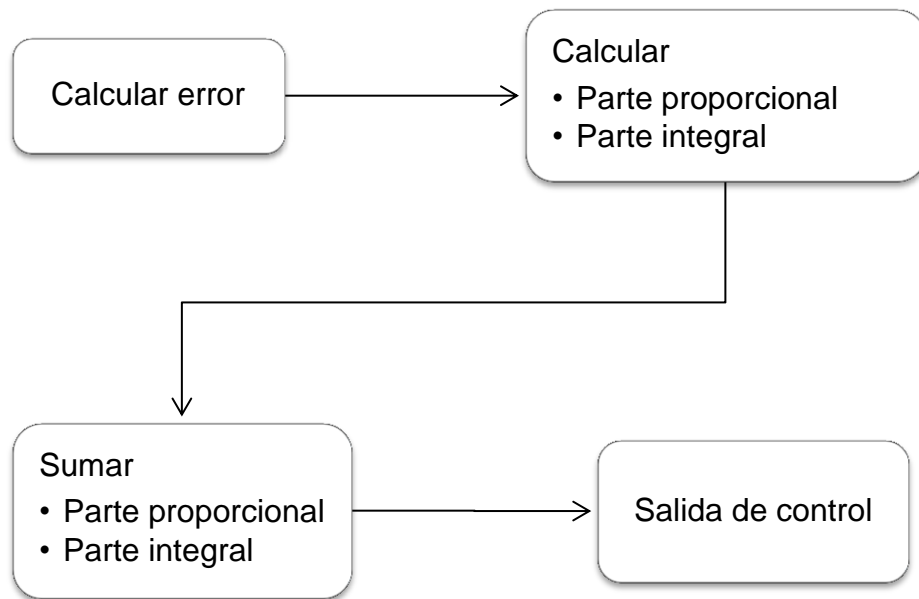 Calcular error
Calcular
• Parte proporcional
• Parte integral
Sumar
• Parte proporcional
• Parte integral
Salida de control